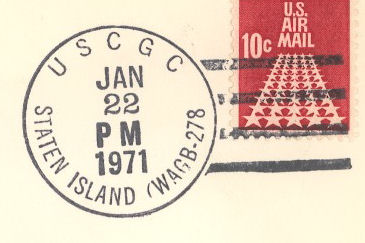 USCGC
JAN
22
PM
1971
STATEN ISLAND (WAGB-278
U.S.
AIR
10c MAIL